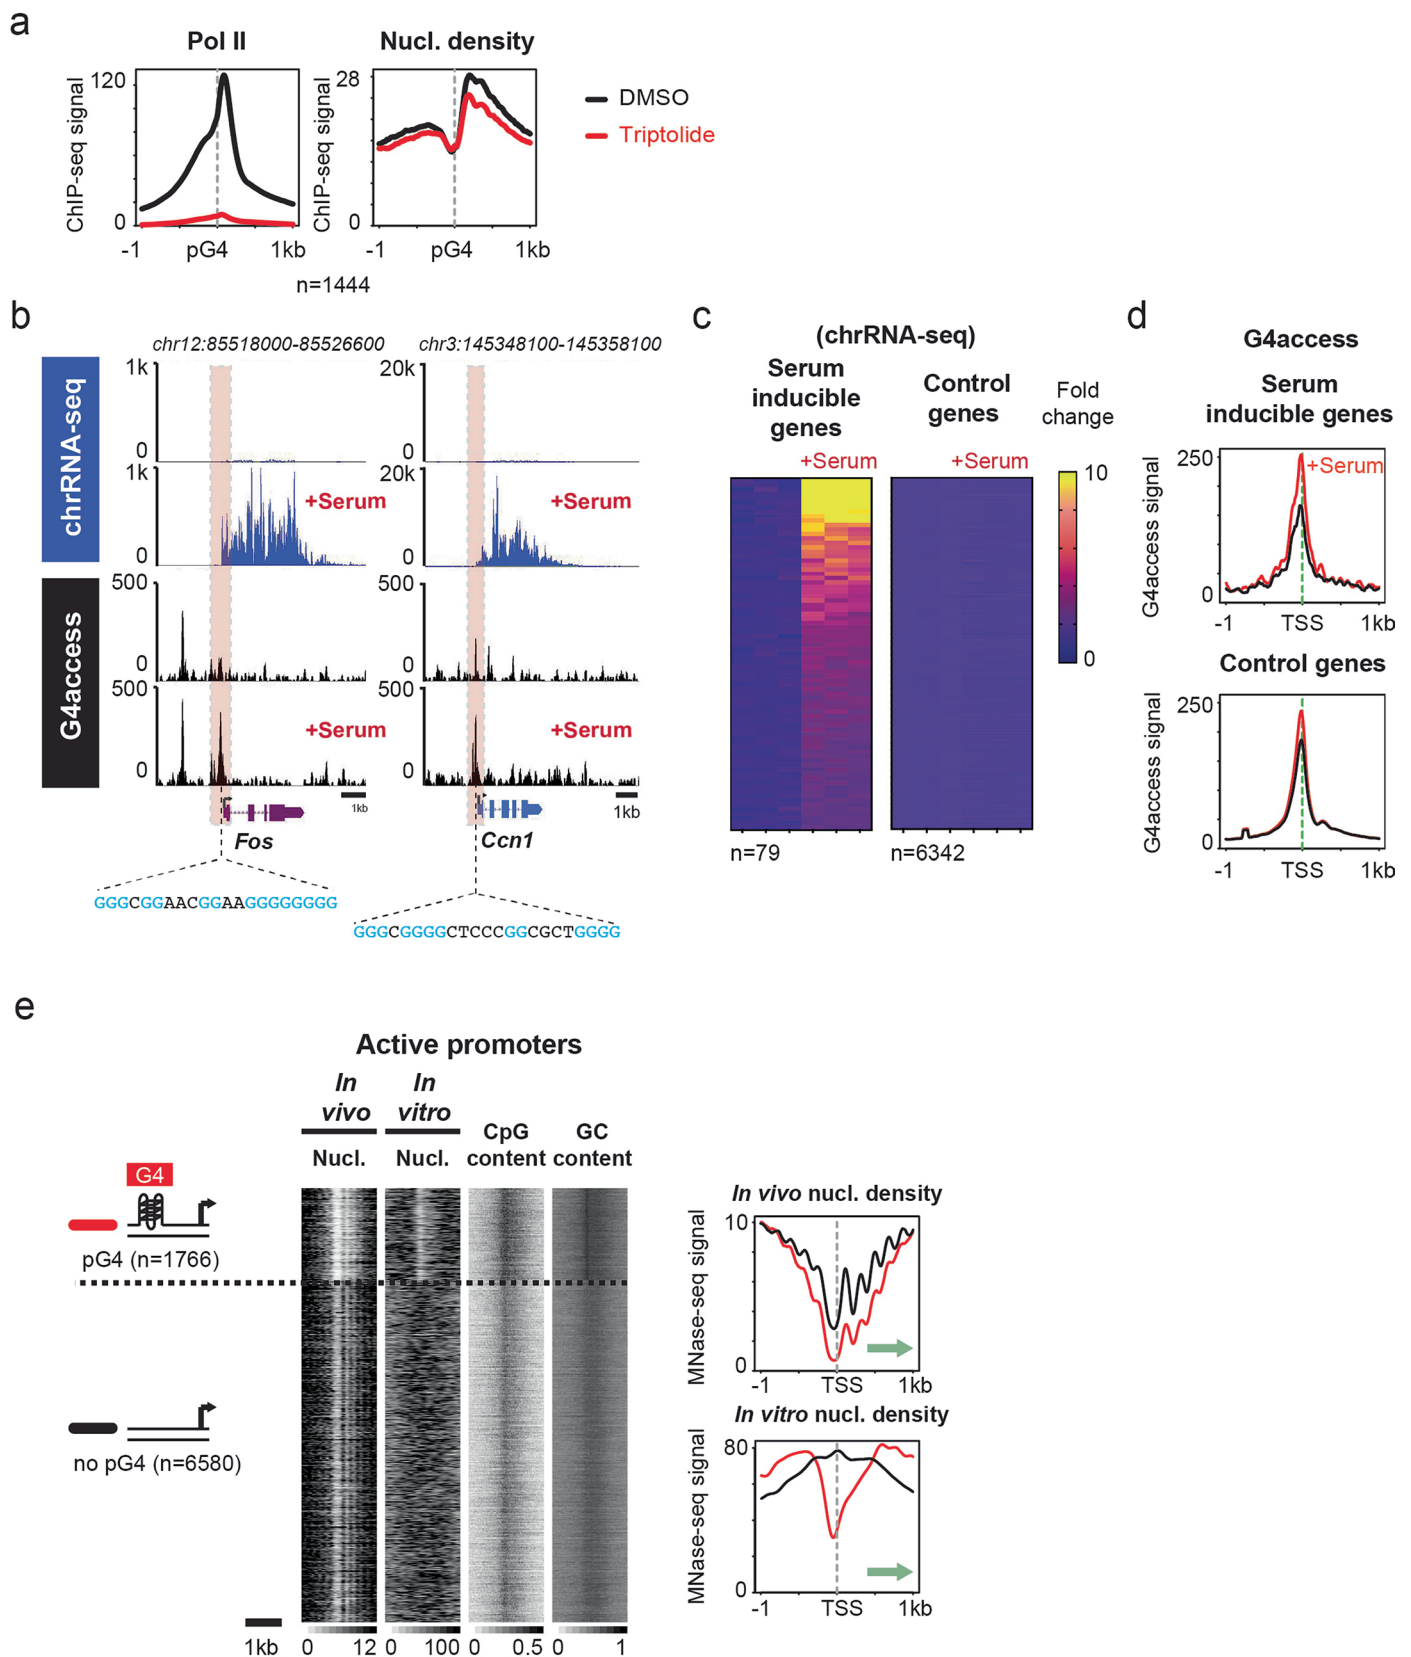 a
Pol II
Nucl. density
ChIP-seq signal
120
0
-1 pG4 1kb
ChIP-seq signal
28
0
-1 pG4 1kb
DMSO
Triptolide
n=1444
b
chr12:85518000-85526600
chr3:145348100-145358100
chrRNA-seq
1k
0
20k
0
1k
0
+Serum
20k
0
+Serum
G4access
500
0
500
0
500
0
+Serum
500
0
+Serum
1kb
1kb
Fos
Ccn1
GGGCGGAACGGAAGGGGGGGG
GGGCGGGGCTCCCGGCGCTGGGG
c
(chrRNA-seq)
Serum
inducible
genes
Control
genes
Fold
change
+Serum
+Serum
10
0
n=79
n=6342
d
G4access
Serum
inducible genes
G4access signal
250
0
+Serum
-1 TSS 1kb
Control genes
G4access signal
250
0
-1 TSS 1kb
e
Active promoters
In
vivo
In
vitro
Nucl.
Nucl.
CpG
content
GC
content
G4
pG4 (n=1766)
no pG4 (n=6580)
1kb
0 12
0 100
0 0.5
0 1
In vivo nucl. density
MNase-seq signal
10
0
-1 TSS 1kb
In vitro nucl. density
MNase-seq signal
80
0
-1 TSS 1kb